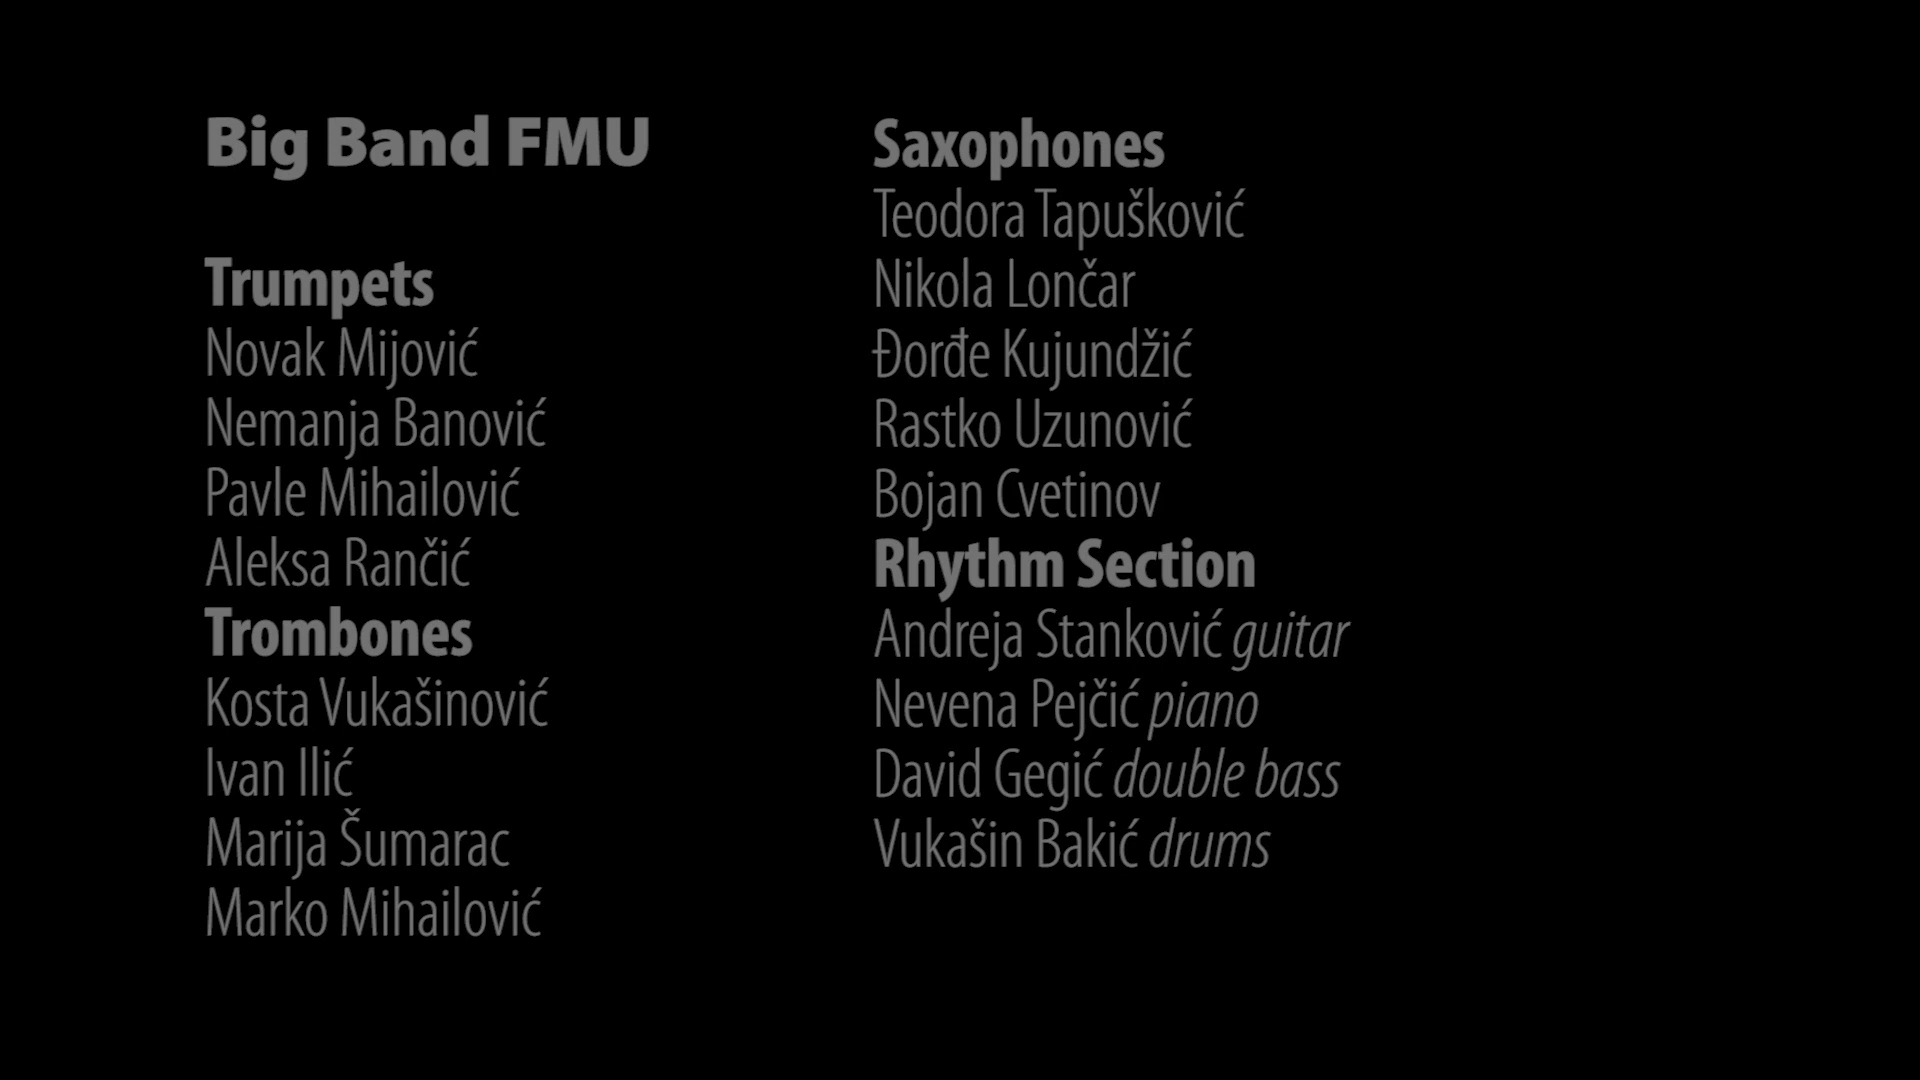 Big Band FMU
Trumpets
Novak Mijović
Nemanja Banović
Pavle Mihailović
Aleksa Rančić
Trombones
Kosta Vukašinović
Ivan Ilić
Marija Šumarac
Marko Mihailović
Saxophones
Teodora Tapušković
Nikola Lončar
Đorđe Kujundžić
Rastko Uzunović
Bojan Cvetinov
Rhythm Section
Andreja Stanković guitar
Nevena Pejčić piano
David Gegić double bass
Vukašin Bakić drums